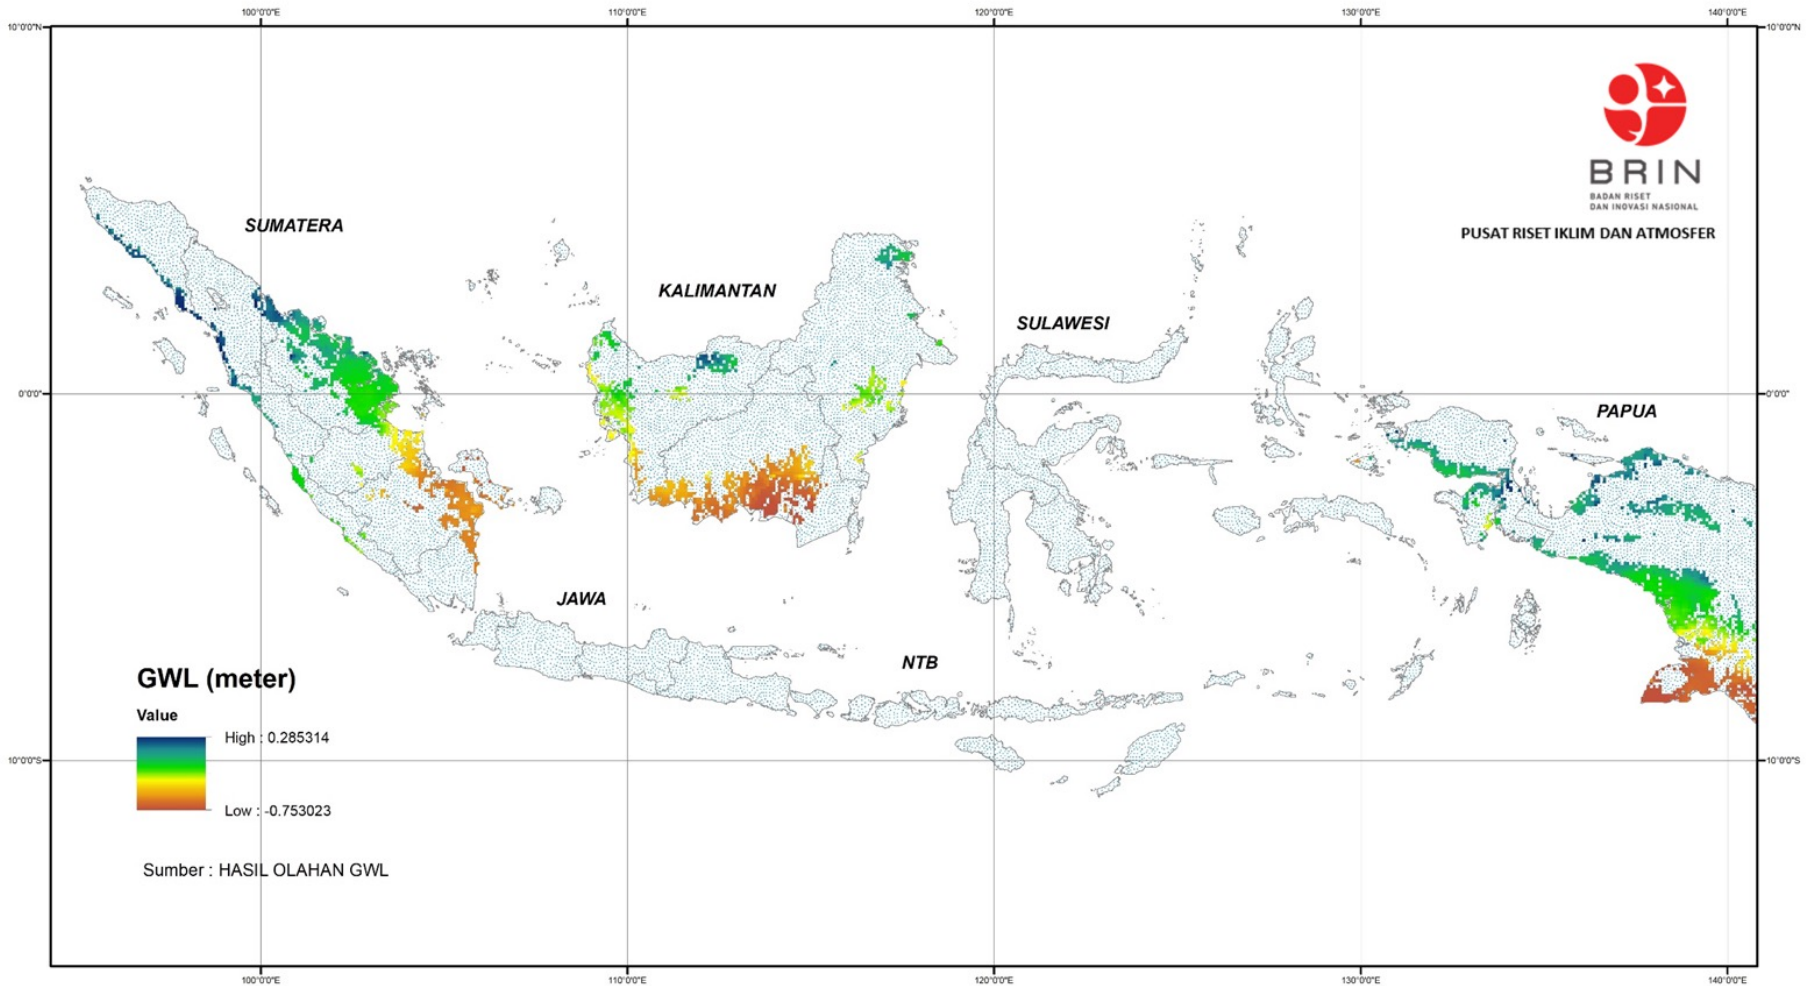 100°0'0"E 110°0'0"E 120°0'0"E 130°0'0"E 140°0'0"E
10°0'0"N 10°0'0"N
BRIN
BADAN RISET
DAN INOVASI NASIONAL
PUSAT RISET IKLIM DAN ATMOSFER
SUMATERA
KALIMANTAN
SULAWESI
0°0'0" 0°0'0"
PAPUA
JAWA
NTB
GWL (meter)
Value
High : 0.285314
Low : -0.753023
10°0'0"S 10°0'0"S
Sumber : HASIL OLAHAN GWL
100°0'0"E 110°0'0"E 120°0'0"E 130°0'0"E 140°0'0"E